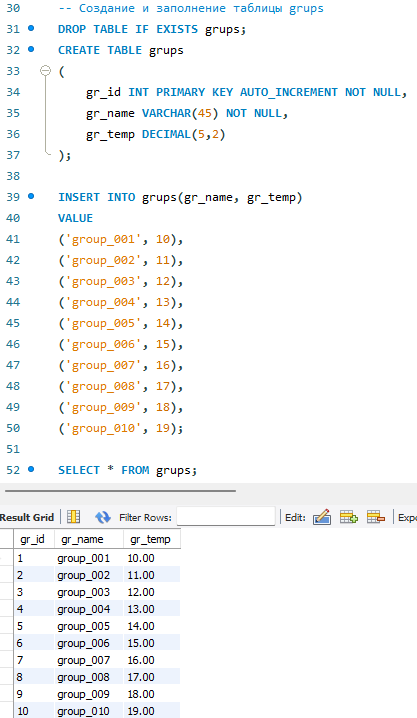 30 -- Создание и заполнение таблицы grups
31 DROP TABLE IF EXISTS grups;
32 CREATE TABLE grups
33 (
34 gr_id INT PRIMARY KEY AUTO_INCREMENT NOT NULL,
35 gr_name VARCHAR(45) NOT NULL,
36 gr_temp DECIMAL(5,2)
37 );
38
39 INSERT INTO grups(gr_name, gr_temp)
40 VALUE
41 ('group_001', 10),
42 ('group_002', 11),
43 ('group_003', 12),
44 ('group_004', 13),
45 ('group_005', 14),
46 ('group_006', 15),
47 ('group_007', 16),
48 ('group_008', 17),
49 ('group_009', 18),
50 ('group_010', 19);
51
52 SELECT * FROM grups;
Result Grid Filter Rows: Edit: Expo
gr_id gr_name gr_temp
1 group_001 10.00
2 group_002 11.00
3 group_003 12.00
4 group_004 13.00
5 group_005 14.00
6 group_006 15.00
7 group_007 16.00
8 group_008 17.00
9 group_009 18.00
10 group_010 19.00